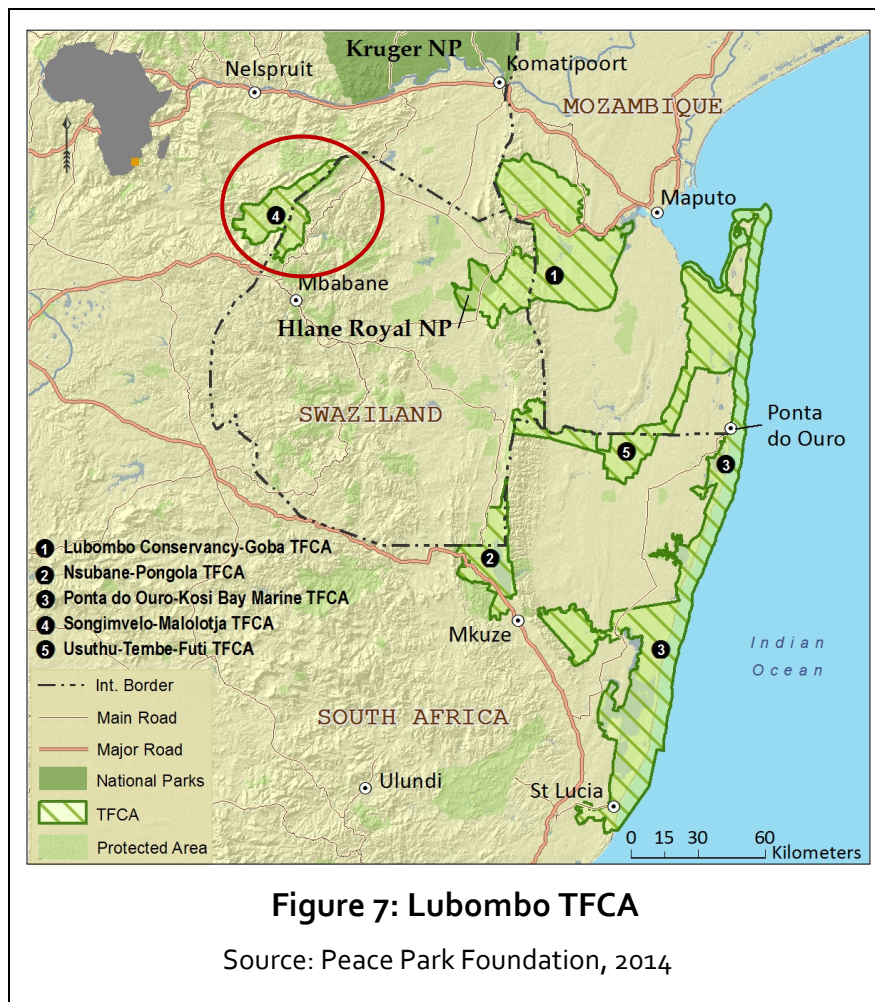 Kruger NP
Nelspruit
Komatipoort
MOZAMBIQUE
4
Maputo
1
Mbabane
Hlane Royal NP
SWAZILAND
Ponta
do Ouro
5
3
1 Lubombo Conservancy-Goba TFCA
2 Nsubane-Pongola TFCA
3 Ponta do Ouro-Kosi Bay Marine TFCA
4 Songimvelo-Malolotja TFCA
5 Usuthu-Tembe-Futi TFCA
2
Mkuze
3
Indian
Ocean
Int. Border
Main Road
Major Road
National Parks
TFCA
Protected Area
SOUTH AFRICA
Ulundi
St Lucia
0 15 30 60
Kilometers
Figure 7: Lubombo TFCA
Source: Peace Park Foundation, 2014